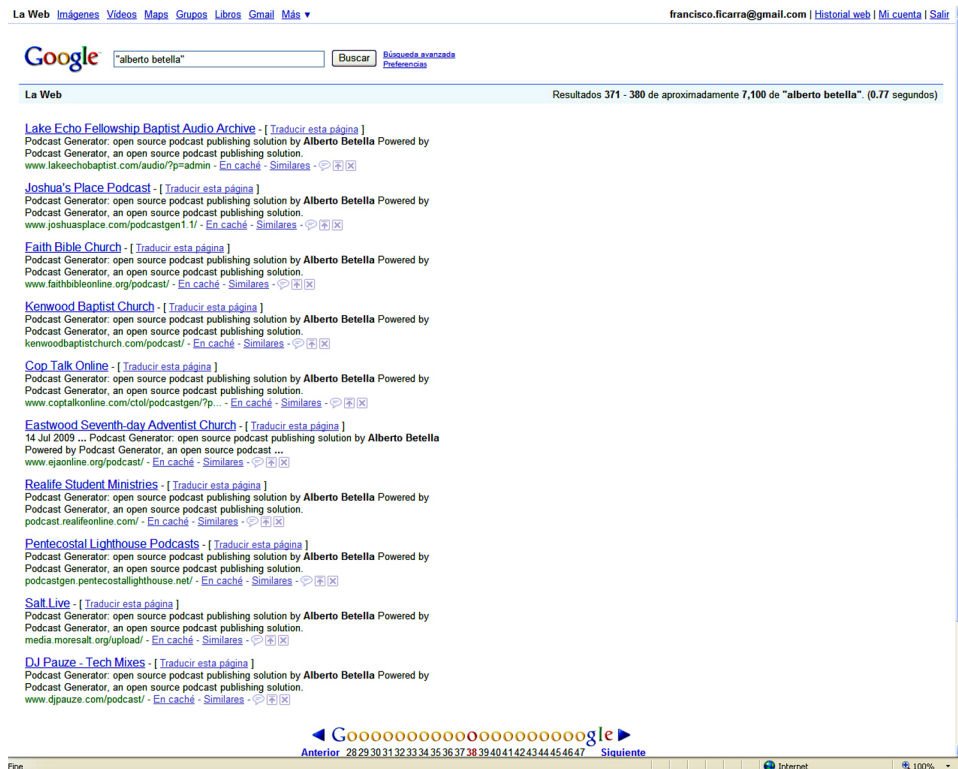 La Web Imágenes Vídeos Maps Grupos Libros Gmail Más ▼ francisco.ficarra@gmail.com | Historial web | Mi cuenta | Salir
Google "alberto betella" Buscar Búsqueda avanzada
Preferencias
La Web Resultados 371 - 380 de aproximadamente 7,100 de "alberto betella". (0.77 segundos)
Lake Echo Fellowship Baptist Audio Archive - [ Traducir esta página ]
Podcast Generator: open source podcast publishing solution by Alberto Betella Powered by
Podcast Generator, an open source podcast publishing solution.
www.lakeechobaptist.com/audio/?p=admin - En caché - Similares -
Joshua's Place Podcast - [ Traducir esta página ]
Podcast Generator: open source podcast publishing solution by Alberto Betella Powered by
Podcast Generator, an open source podcast publishing solution.
www.joshuasplace.com/podcastgen1.1/ - En caché - Similares -
Faith Bible Church - [ Traducir esta página ]
Podcast Generator: open source podcast publishing solution by Alberto Betella Powered by
Podcast Generator, an open source podcast publishing solution.
www.faithbibleonline.org/podcast/ - En caché - Similares -
Kenwood Baptist Church - [ Traducir esta página ]
Podcast Generator: open source podcast publishing solution by Alberto Betella Powered by
Podcast Generator, an open source podcast publishing solution.
kenwoodbaptistchurch.com/podcast/ - En caché - Similares -
Cop Talk Online - [ Traducir esta página ]
Podcast Generator: open source podcast publishing solution by Alberto Betella Powered by
Podcast Generator, an open source podcast publishing solution.
www.coptalkonline.com/ctol/podcastgen/?p... - En caché - Similares -
Eastwood Seventh-day Adventist Church - [ Traducir esta página ]
14 Jul 2009 ... Podcast Generator: open source podcast publishing solution by Alberto Betella
Powered by Podcast Generator, an open source podcast ...
www.ejaonline.org/podcast/ - En caché - Similares -
Realife Student Ministries - [ Traducir esta página ]
Podcast Generator: open source podcast publishing solution by Alberto Betella Powered by
Podcast Generator, an open source podcast publishing solution.
podcast.realifeonline.com/ - En caché - Similares -
Pentecostal Lighthouse Podcasts - [ Traducir esta página ]
Podcast Generator: open source podcast publishing solution by Alberto Betella Powered by
Podcast Generator, an open source podcast publishing solution.
podcastgen.pentecostallighthouse.net/ - En caché - Similares -
Salt.Live - [ Traducir esta página ]
Podcast Generator: open source podcast publishing solution by Alberto Betella Powered by
Podcast Generator, an open source podcast publishing solution.
media.moresalt.org/upload/ - En caché - Similares -
DJ Pauze - Tech Mixes - [ Traducir esta página ]
Podcast Generator: open source podcast publishing solution by Alberto Betella Powered by
Podcast Generator, an open source podcast publishing solution.
www.djpauze.com/podcast/ - En caché - Similares -
Goooooooooooooooooooogle
Anterior 28 29 30 31 32 33 34 35 36 37 38 39 40 41 42 43 44 45 46 47 Siguiente
Fine Internet 100%